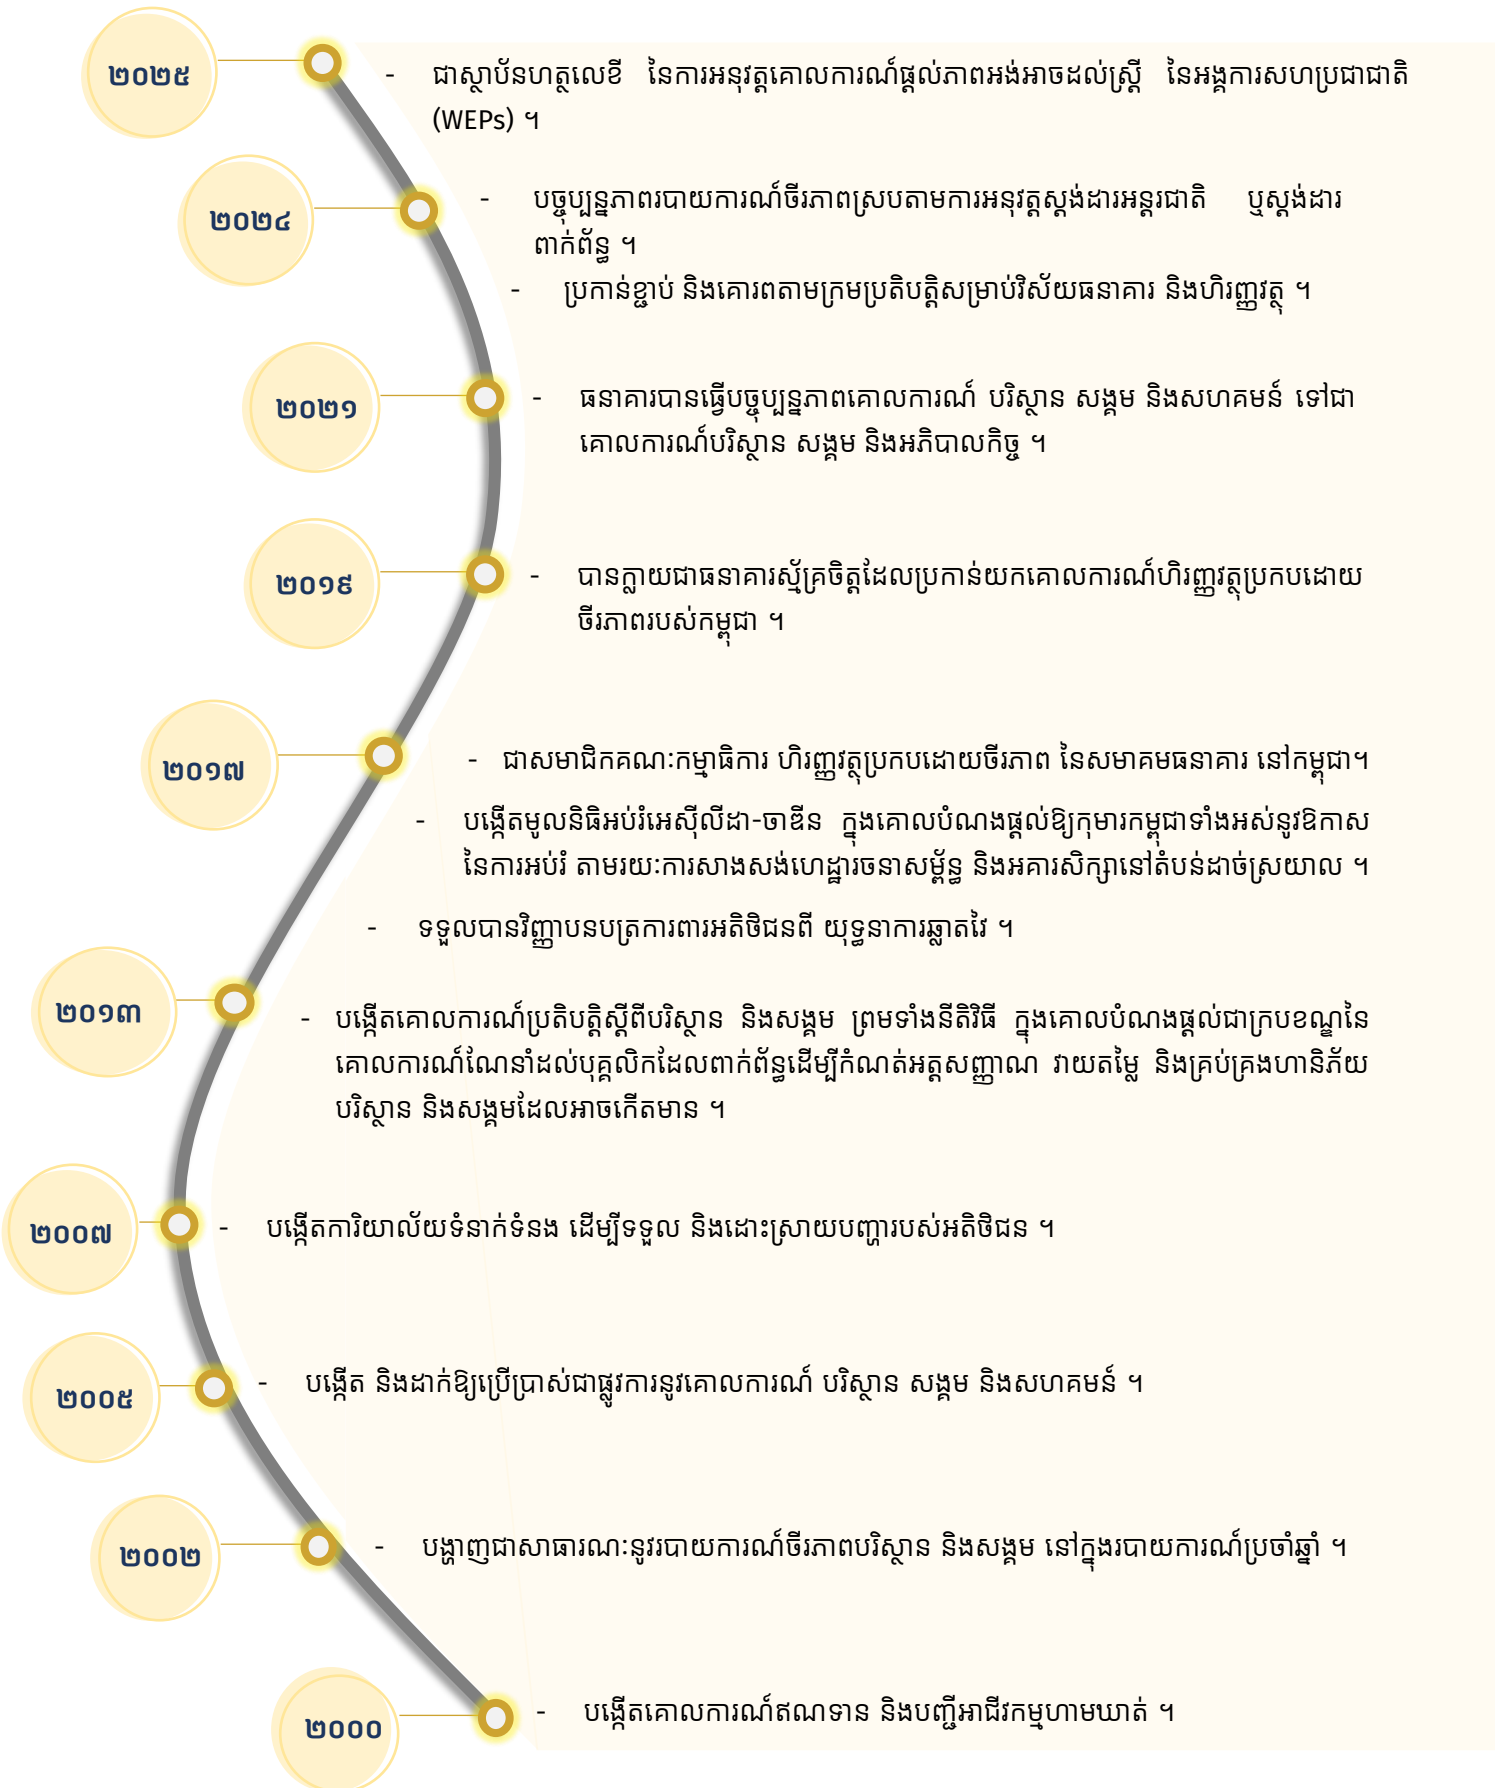 ២០២៥
- ជាស្ថាប័នហត្ថលេខី នៃការអនុវត្តគោលការណ៍ផ្តល់ភាពអង់អាចដល់ស្ត្រី នៃអង្គការសហប្រជាជាតិ
(WEPs) ។
២០២៤
- បច្ចុប្បន្នភាពរបាយការណ៍ចីរភាពស្របតាមការអនុវត្តស្តង់ដារអន្តរជាតិ ឬស្តង់ដារ
ពាក់ព័ន្ធ ។
- ប្រកាន់ខ្ជាប់ និងគោរពតាមក្រមប្រតិបត្តិសម្រាប់វិស័យធនាគារ និងហិរញ្ញវត្ថុ ។
២០២១
- ធនាគារបានធ្វើបច្ចុប្បន្នភាពគោលការណ៍ បរិស្ថាន សង្គម និងសហគមន៍ ទៅជា
គោលការណ៍បរិស្ថាន សង្គម និងអភិបាលកិច្ច ។
២០១៩
- បានក្លាយជាធនាគារស្ម័គ្រចិត្តដែលប្រកាន់យកគោលការណ៍ហិរញ្ញវត្ថុប្រកបដោយ
ចីរភាពរបស់កម្ពុជា ។
២០១៧
- ជាសមាជិកគណៈកម្មាធិការ ហិរញ្ញវត្ថុប្រកបដោយចីរភាព នៃសមាគមធនាគារ នៅកម្ពុជា។
- បង្កើតមូលនិធិអប់រំអេស៊ីលីដា-ចាឌីន ក្នុងគោលបំណងផ្តល់ឱ្យកុមារកម្ពុជាទាំងអស់នូវឱកាស
នៃការអប់រំ តាមរយៈការសាងសង់ហេដ្ឋារចនាសម្ព័ន្ធ និងអគារសិក្សានៅតំបន់ដាច់ស្រយាល ។
- ទទួលបានវិញ្ញាបនបត្រការពារអតិថិជនពី យុទ្ធនាការឆ្លាតវៃ ។
២០១៣
- បង្កើតគោលការណ៍ប្រតិបត្តិស្តីពីបរិស្ថាន និងសង្គម ព្រមទាំងនីតិវិធី ក្នុងគោលបំណងផ្តល់ជាក្របខណ្ឌនៃ
គោលការណ៍ណែនាំដល់បុគ្គលិកដែលពាក់ព័ន្ធដើម្បីកំណត់អត្តសញ្ញាណ វាយតម្លៃ និងគ្រប់គ្រងហានិភ័យ
បរិស្ថាន និងសង្គមដែលអាចកើតមាន ។
២០០៧
- បង្កើតការិយាល័យទំនាក់ទំនង ដើម្បីទទួល និងដោះស្រាយបញ្ហារបស់អតិថិជន ។
២០០៥
- បង្កើត និងដាក់ឱ្យប្រើប្រាស់ជាផ្លូវការនូវគោលការណ៍ បរិស្ថាន សង្គម និងសហគមន៍ ។
២០០២
- បង្ហាញជាសាធារណៈនូវរបាយការណ៍ចីរភាពបរិស្ថាន និងសង្គម នៅក្នុងរបាយការណ៍ប្រចាំឆ្នាំ ។
២០០០
- បង្កើតគោលការណ៍ឥណទាន និងបញ្ជីអាជីវកម្មហាមឃាត់ ។